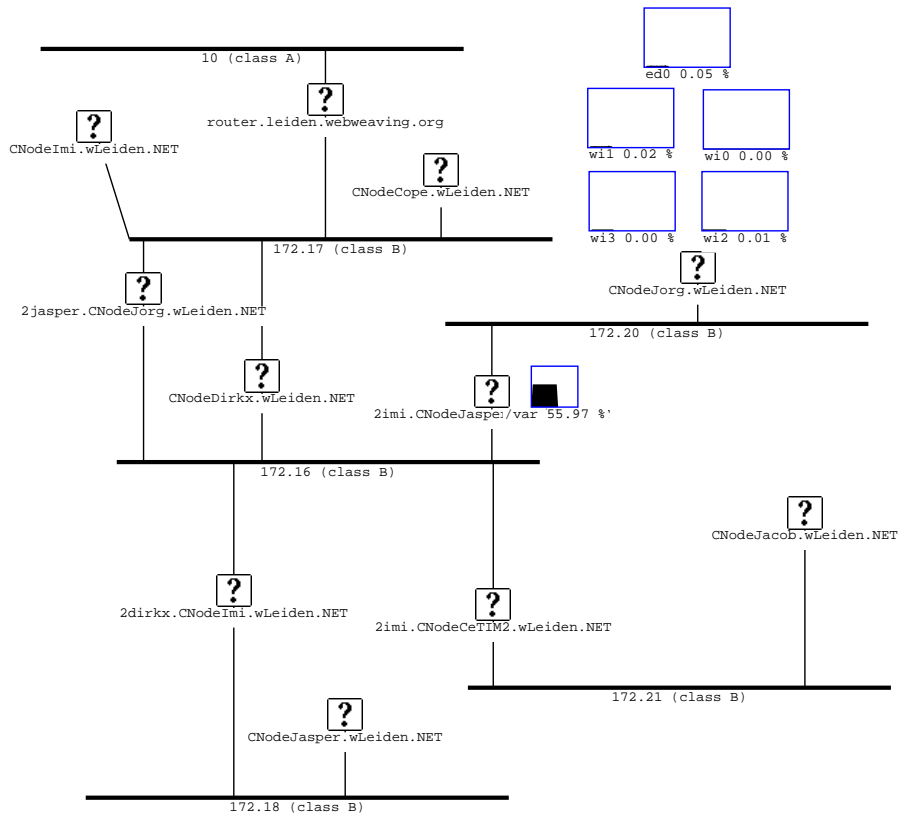 10 (class A)
ed0 0.05 %
?
router.leiden.webweaving.org
?
CNodeImi.wLeiden.NET
wi1 0.02 %
wi0 0.00 %
?
CNodeCope.wLeiden.NET
172.17 (class B)
wi3 0.00 %
wi2 0.01 %
?
CNodeJorg.wLeiden.NET
?
2jasper.CNodeJorg.wLeiden.NET
172.20 (class B)
?
CNodeDirkx.wLeiden.NET
?
2imi.CNodeJaspe /var 55.97 %
172.16 (class B)
?
CNodeJacob.wLeiden.NET
?
2dirkx.CNodeImi.wLeiden.NET
?
2imi.CNodeCeTIM2.wLeiden.NET
172.21 (class B)
?
CNodeJasper.wLeiden.NET
172.18 (class B)